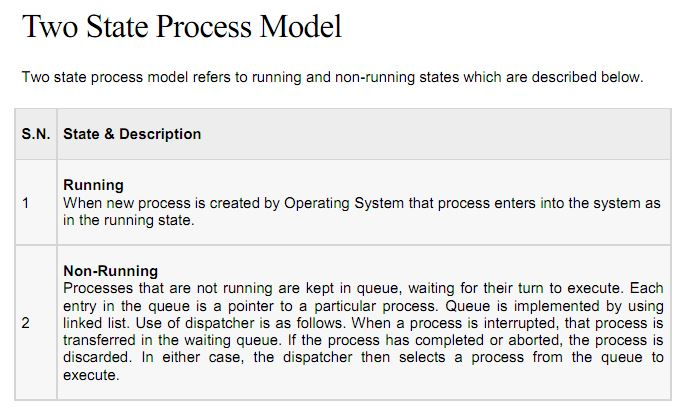 Two State Process Model
Two state process model refers to running and non-running states which are described below.
S.N. State & Description
Running
1 When new process is created by Operating System that process enters into the system as
in the running state.
Non-Running
Processes that are not running are kept in queue, waiting for their turn to execute. Each
entry in the queue is a pointer to a particular process. Queue is implemented by using
2 linked list. Use of dispatcher is as follows. When a process is interrupted, that process is
transferred in the waiting queue. If the process has completed or aborted, the process is
discarded. In either case, the dispatcher then selects a process from the queue to
execute.